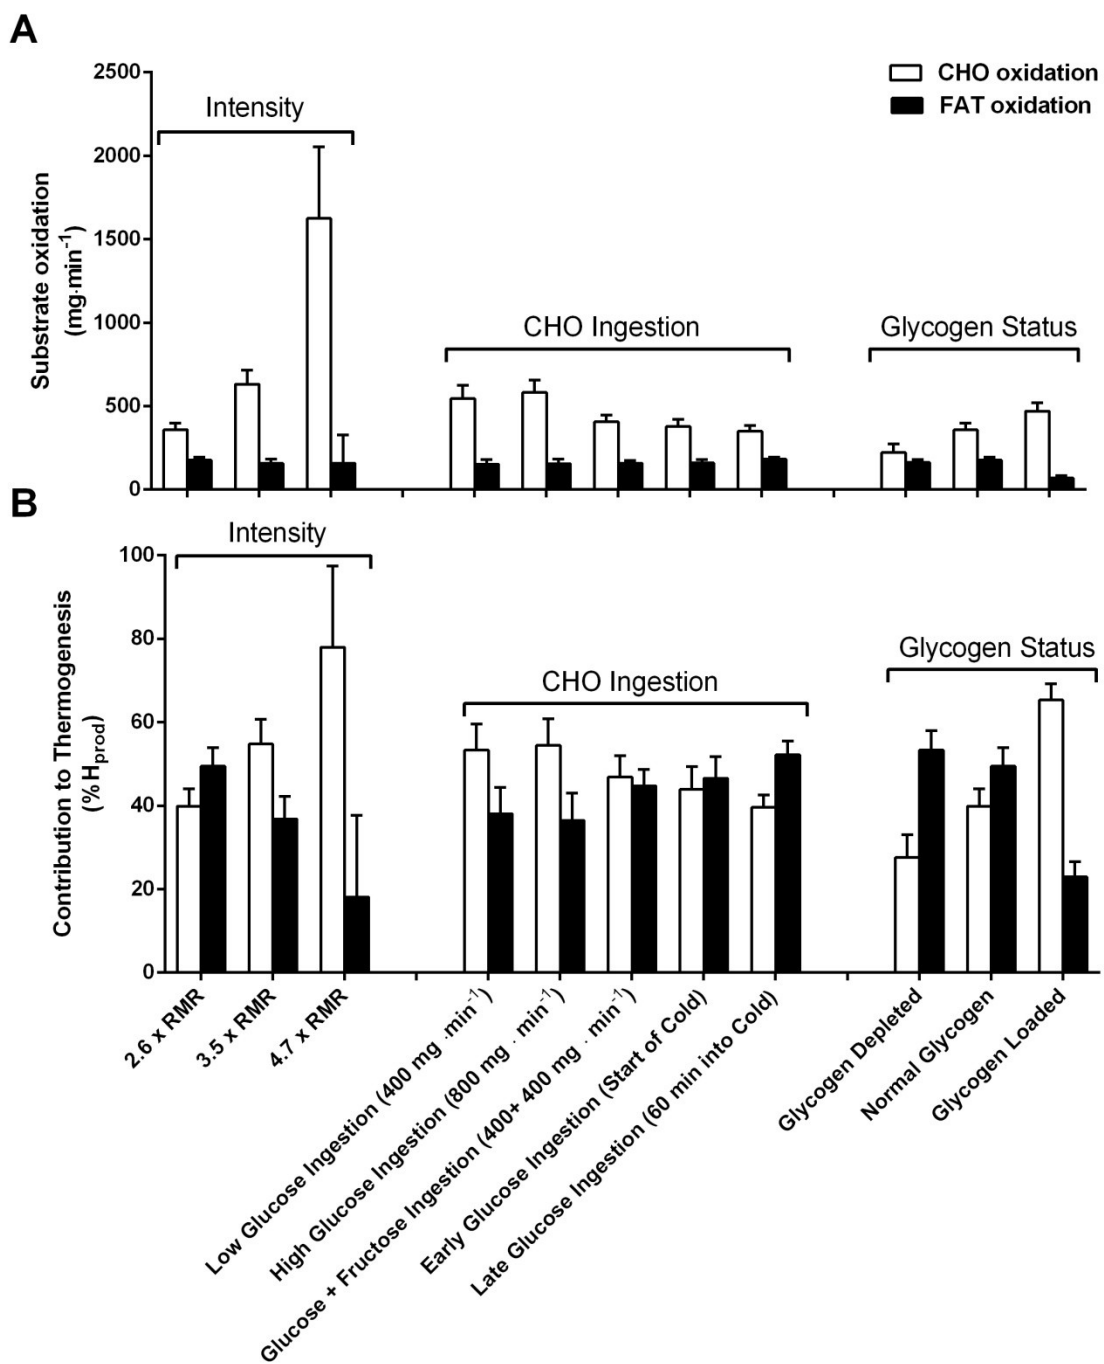 A
CHO oxidation
FAT oxidation
Intensity
CHO Ingestion
Glycogen Status
Substrate oxidation
(mg·min⁻¹)
2500
2000
1500
1000
500
0
B
Intensity
CHO Ingestion
Glycogen Status
Contribution to Thermogenesis
(%Hprod)
100
80
60
40
20
0
2.6 x RMR
3.5 x RMR
4.7 x RMR
Low Glucose Ingestion (400 mg ·min⁻¹)
High Glucose Ingestion (800 mg · min⁻¹)
Glucose + Fructose Ingestion (400+ 400 mg · min⁻¹)
Early Glucose Ingestion (Start of Cold)
Late Glucose Ingestion (60 min into Cold)
Glycogen Depleted
Normal Glycogen
Glycogen Loaded